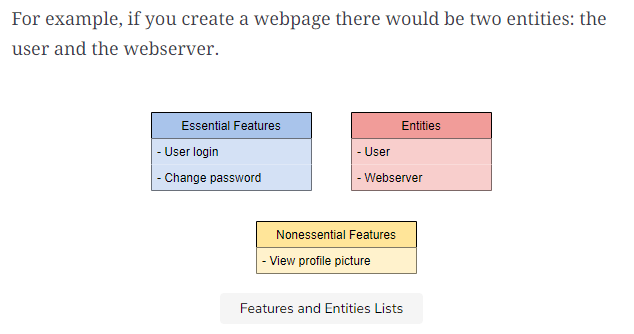 For example, if you create a webpage there would be two entities: the
user and the webserver.
Essential Features
- User login
- Change password
Entities
- User
- Webserver
Nonessential Features
- View profile picture
Features and Entities Lists